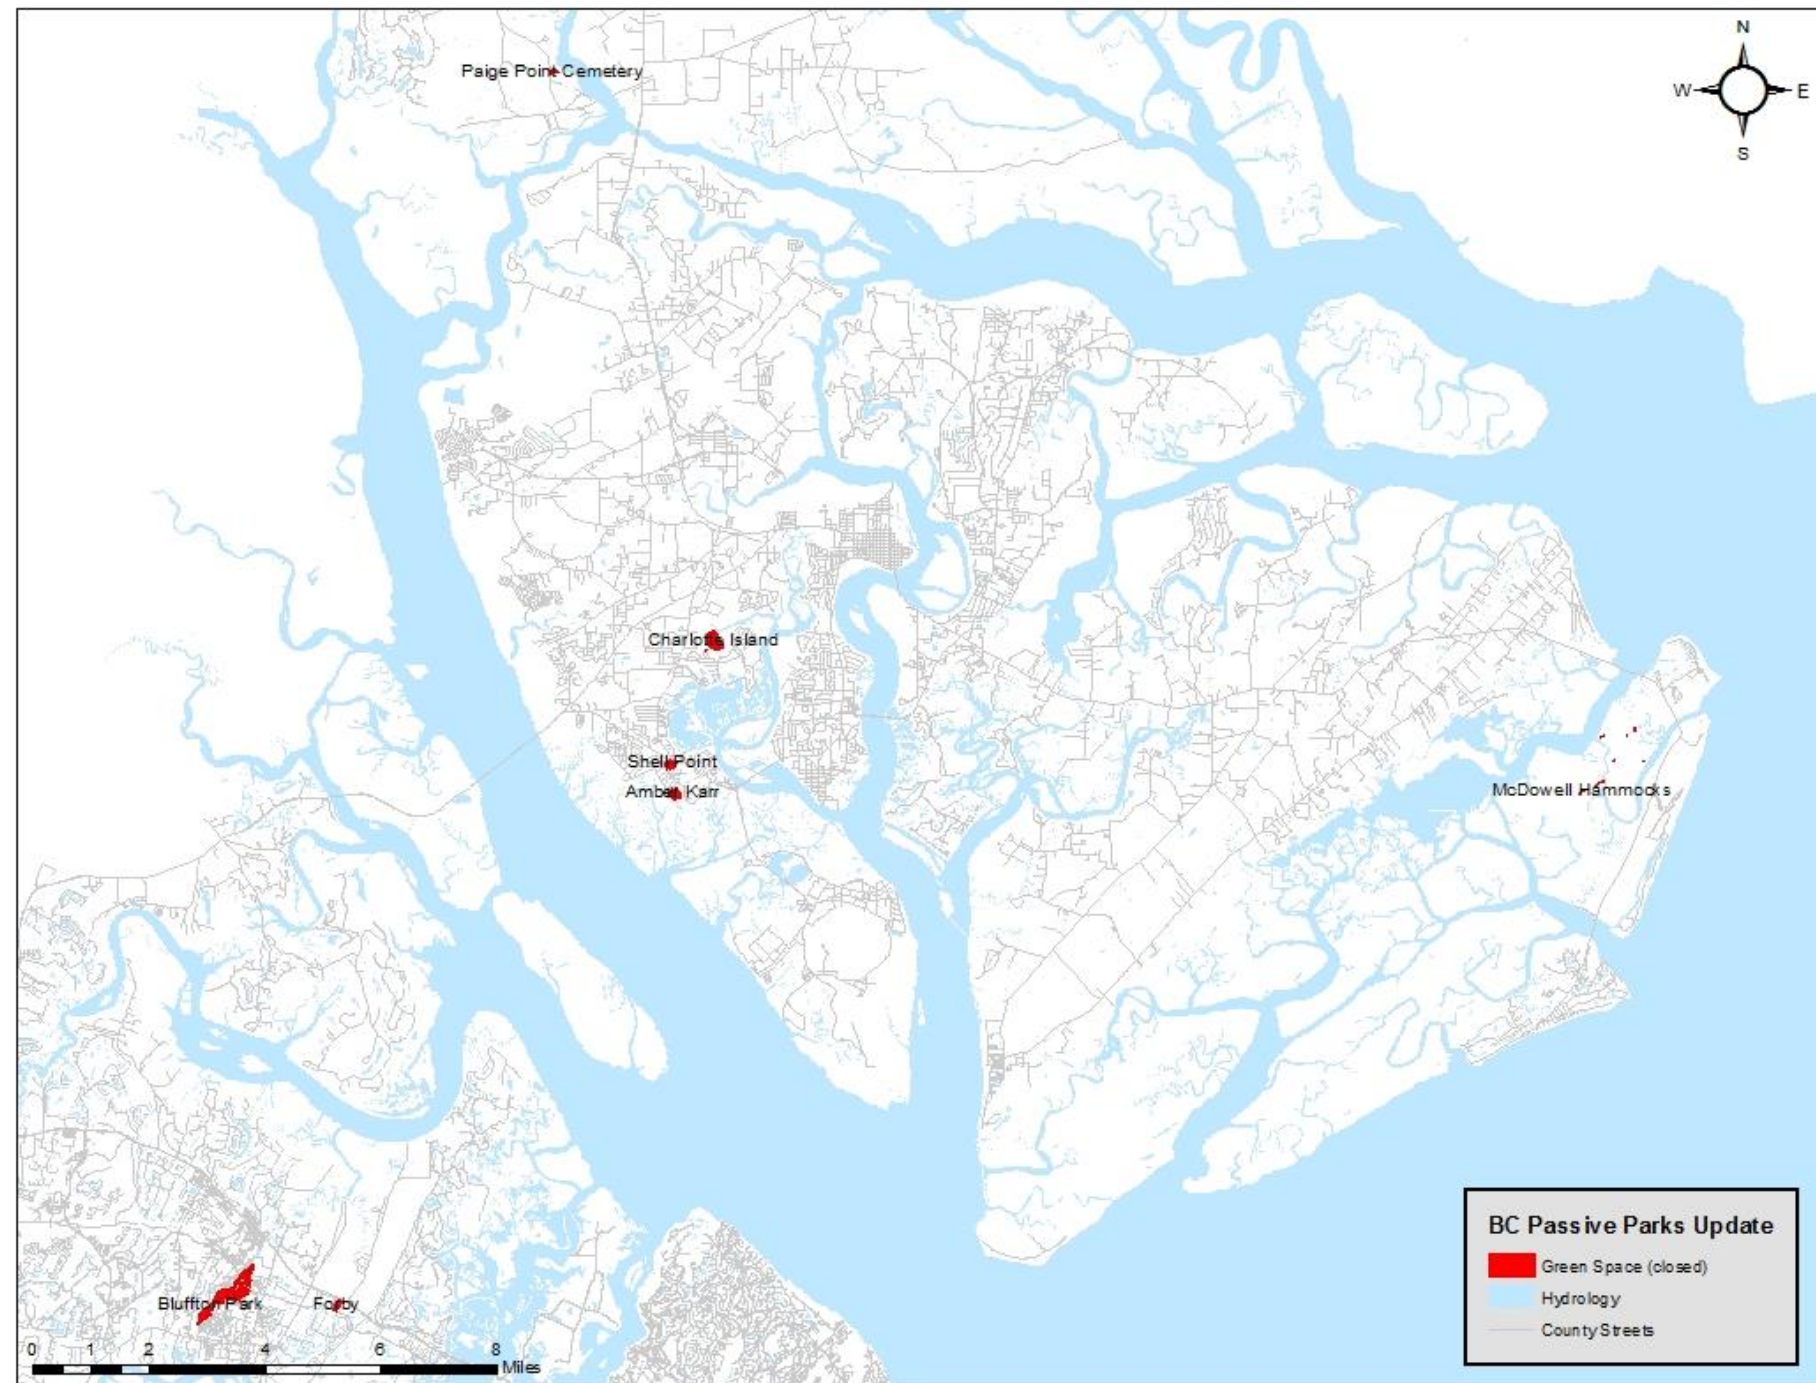 N
W E
S
Paige Point Cemetery
Charlotte Island
Shell Point
Amber Karr
McDowell Hammocks
Bluffton Park
Forby
0 1 2 4 6 8
Miles
BC Passive Parks Update
Green Space (closed)
Hydrology
County Streets